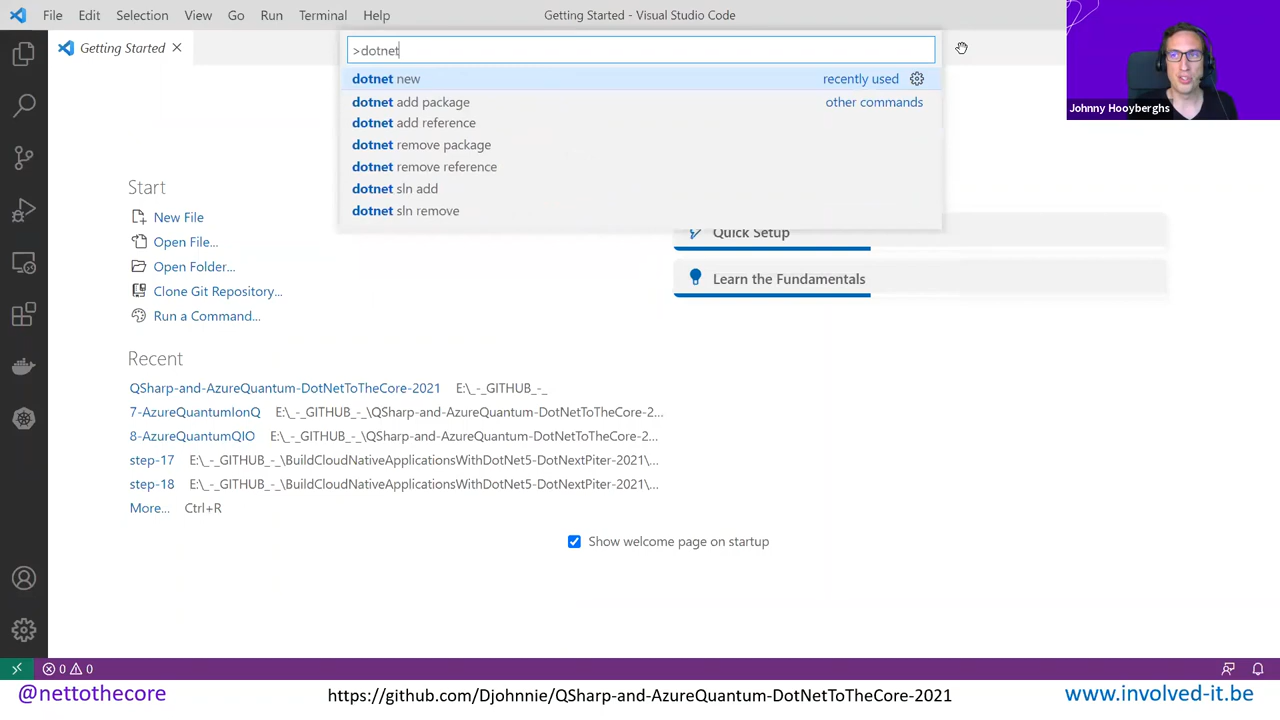 File Edit Selection View Go Run Terminal Help
Getting Started - Visual Studio Code
Getting Started
>dotnet
dotnet new recently used
dotnet add package other commands
dotnet add reference
dotnet remove package
dotnet remove reference
dotnet sln add
dotnet sln remove
Johnny Hooyberghs
Start
New File
Open File...
Open Folder...
Clone Git Repository...
Run a Command...
Recent
QSharp-and-AzureQuantum-DotNetToTheCore-2021 E:\_-_GITHUB_-_
7-AzureQuantumIonQ E:\_-_GITHUB_-_\QSharp-and-AzureQuantum-DotNetToTheCore-2...
8-AzureQuantumQIO E:\_-_GITHUB_-_\QSharp-and-AzureQuantum-DotNetToTheCore-2...
step-17 E:\_-_GITHUB_-_\BuildCloudNativeApplicationsWithDotNet5-DotNextPiter-2021\...
step-18 E:\_-_GITHUB_-_\BuildCloudNativeApplicationsWithDotNet5-DotNextPiter-2021\...
More... Ctrl+R
Quick Setup
Learn the Fundamentals
Show welcome page on startup
0 0
@nettothecore
https://github.com/Djohnnie/QSharp-and-AzureQuantum-DotNetToTheCore-2021
www.involved-it.be